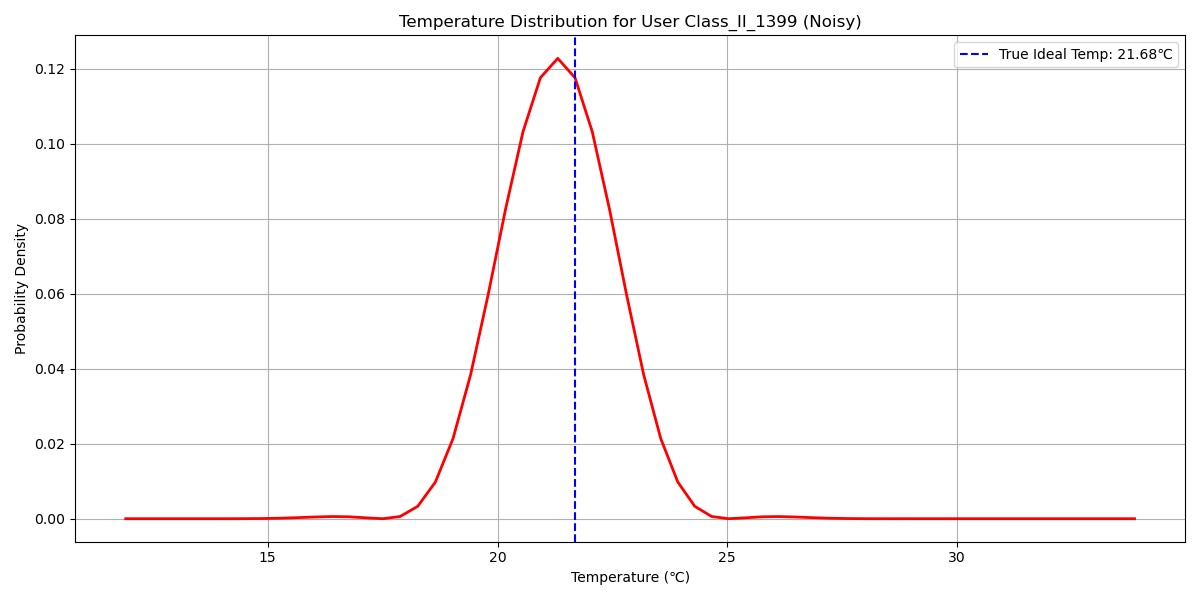 Temperature Distribution for User Class_II_1399 (Noisy)
True Ideal Temp: 21.68℃
0.12
0.10
0.08
0.06
0.04
0.02
0.00
Probability Density
15
20
25
30
Temperature (℃)